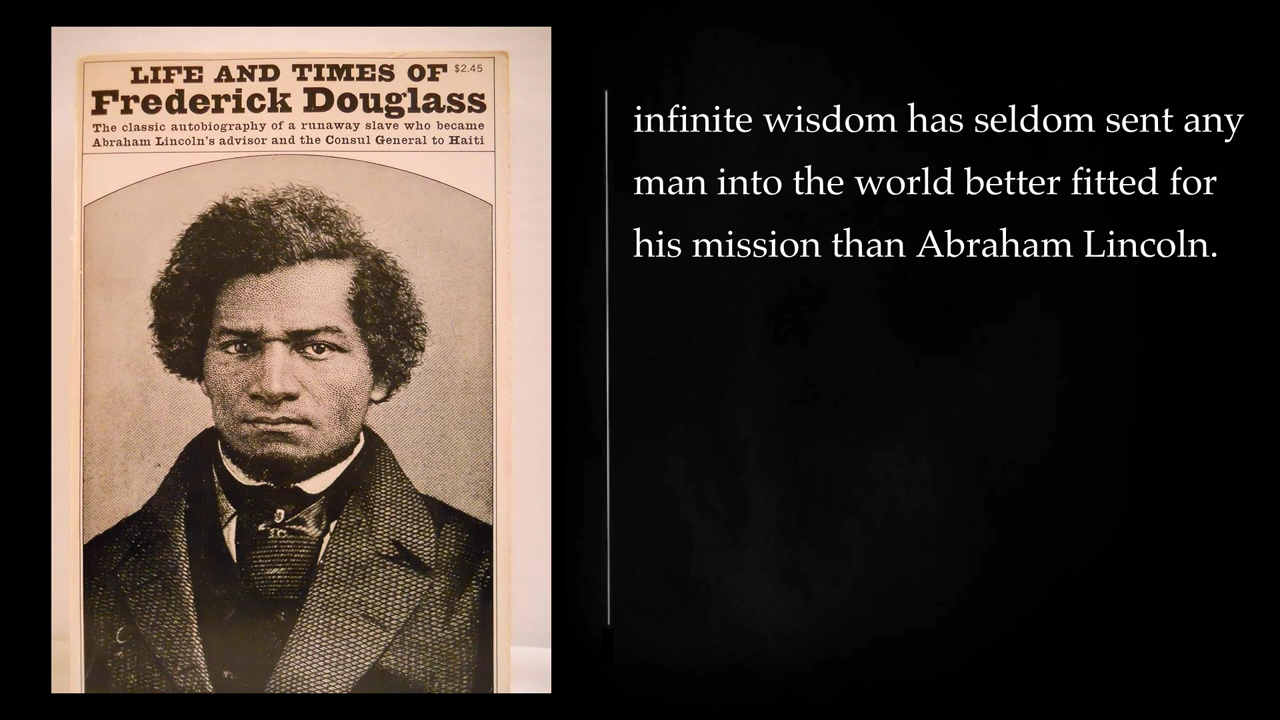 LIFE AND TIMES OF $2.45
Frederick Douglass
The classic autobiography of a runaway slave who became
Abraham Lincoln's advisor and the Consul General to Haiti
infinite wisdom has seldom sent any
man into the world better fitted for
his mission than Abraham Lincoln.